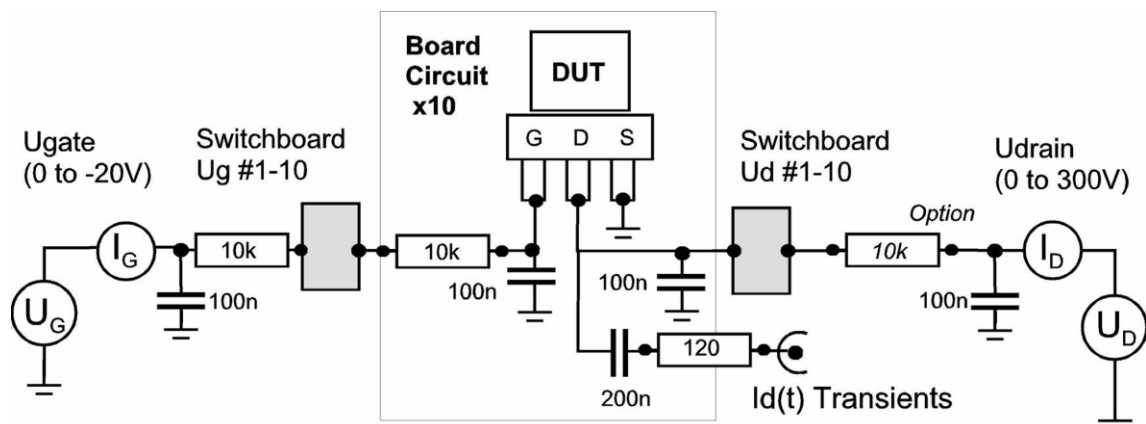 Board
Circuit
x10
DUT
G D S
Ugate
(0 to -20V)
Switchboard
Ug #1-10
Switchboard
Ud #1-10
Udrain
(0 to 300V)
Option
IG
10k
10k
10k
ID
100n
100n
100n
100n
UG
UD
120
200n
Id(t) Transients